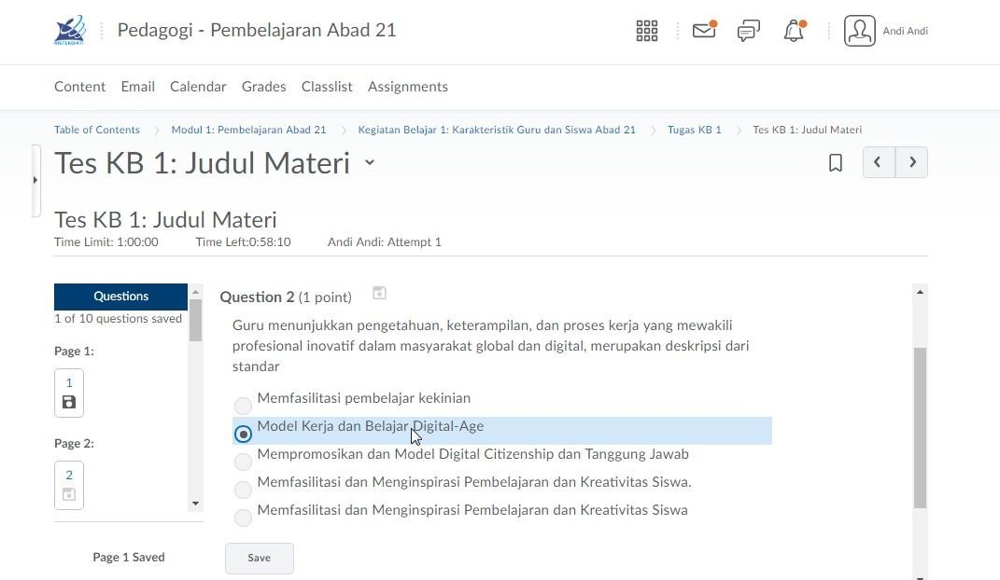 RISTEKDIKTI
Pedagogi - Pembelajaran Abad 21
Andi Andi
Content Email Calendar Grades Classlist Assignments
Table of Contents Modul 1: Pembelajaran Abad 21 Kegiatan Belajar 1: Karakteristik Guru dan Siswa Abad 21 Tugas KB 1 Tes KB 1: Judul Materi
Tes KB 1: Judul Materi
Tes KB 1: Judul Materi
Time Limit: 1:00:00 Time Left:0:58:10 Andi Andi: Attempt 1
Questions
1 of 10 questions saved
Page 1:
1
Page 2:
2
Page 1 Saved
Question 2 (1 point)
Guru menunjukkan pengetahuan, keterampilan, dan proses kerja yang mewakili
profesional inovatif dalam masyarakat global dan digital, merupakan deskripsi dari
standar
Memfasilitasi pembelajar kekinian
Model Kerja dan Belajar Digital-Age
Mempromosikan dan Model Digital Citizenship dan Tanggung Jawab
Memfasilitasi dan Menginspirasi Pembelajaran dan Kreativitas Siswa.
Memfasilitasi dan Menginspirasi Pembelajaran dan Kreativitas Siswa
Save